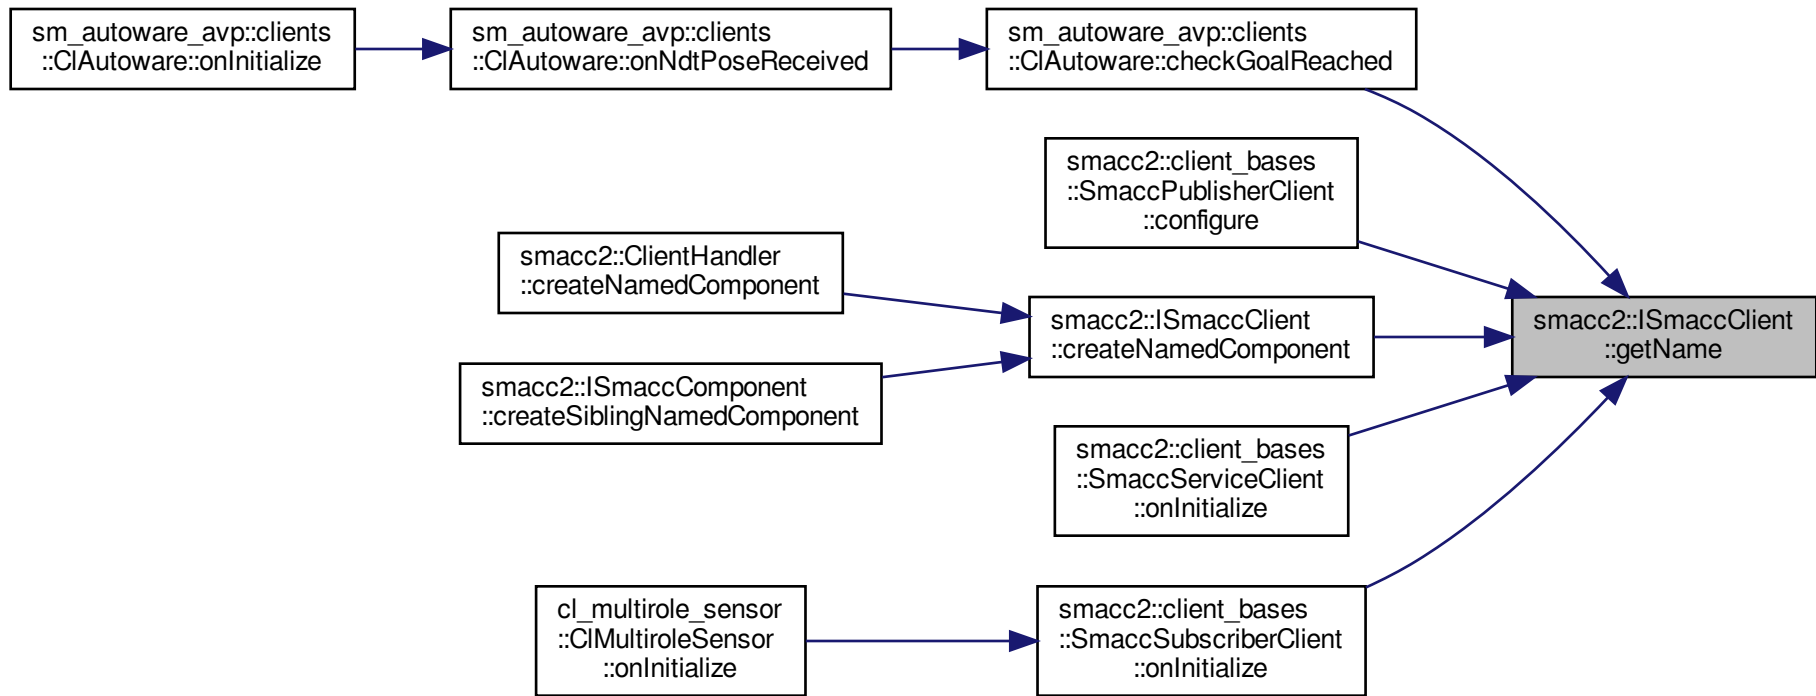 sm_autoware_avp::clients
::ClAutoware::onInitialize
sm_autoware_avp::clients
::ClAutoware::onNdtPoseReceived
sm_autoware_avp::clients
::ClAutoware::checkGoalReached
smacc2::client_bases
::SmaccPublisherClient
::configure
smacc2::ClientHandler
::createNamedComponent
smacc2::ISmaccClient
::createNamedComponent
smacc2::ISmaccClient
::getName
smacc2::ISmaccComponent
::createSiblingNamedComponent
smacc2::client_bases
::SmaccServiceClient
::onInitialize
cl_multirole_sensor
::ClMultiroleSensor
::onInitialize
smacc2::client_bases
::SmaccSubscriberClient
::onInitialize